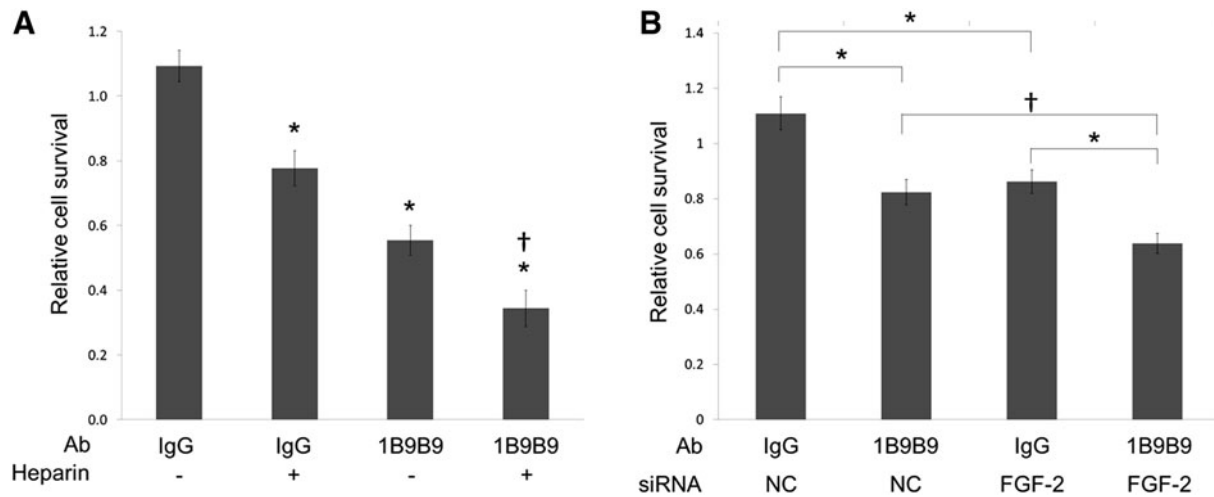 A
Relative cell survival
1.2
1.0
0.8
0.6
0.4
0.2
0.0
*
*
†
*
Ab IgG IgG 1B9B9 1B9B9
Heparin - + - +
B
Relative cell survival
1.4
1.2
1
0.8
0.6
0.4
0.2
0
*
*
†
*
Ab IgG 1B9B9 IgG 1B9B9
siRNA NC NC FGF-2 FGF-2